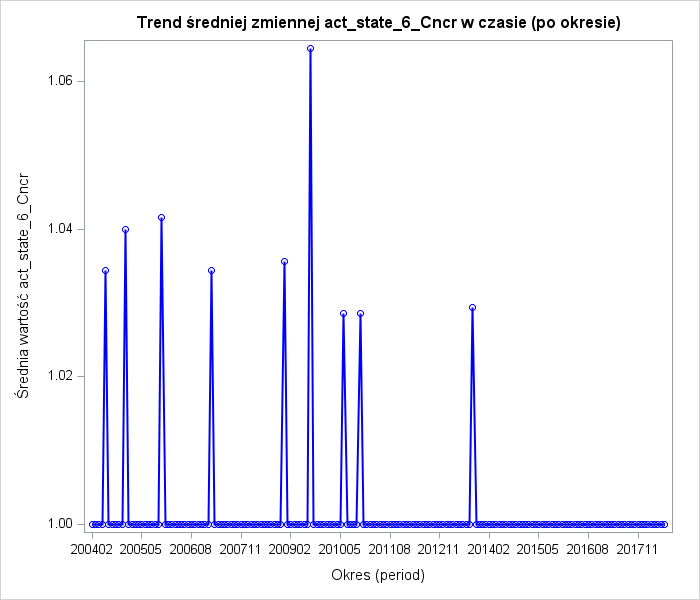 Trend średniej zmiennej act_state_6_Cncr w czasie (po okresie)
1.06
1.04
1.02
1.00
Średnia wartość act_state_6_Cncr
200402 200505 200608 200711 200902 201005 201108 201211 201402 201505 201608 201711
Okres (period)